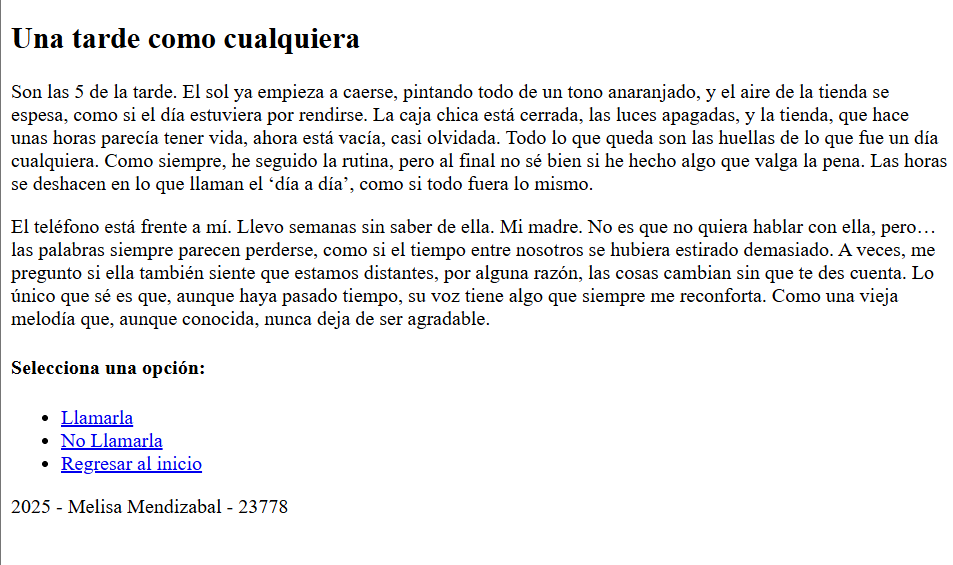 Una tarde como cualquiera
Son las 5 de la tarde. El sol ya empieza a caerse, pintando todo de un tono anaranjado, y el aire de la tienda se
espesa, como si el día estuviera por rendirse. La caja chica está cerrada, las luces apagadas, y la tienda, que hace
unas horas parecía tener vida, ahora está vacía, casi olvidada. Todo lo que queda son las huellas de lo que fue un día
cualquiera. Como siempre, he seguido la rutina, pero al final no sé bien si he hecho algo que valga la pena. Las horas
se deshacen en lo que llaman el ‘día a día’, como si todo fuera lo mismo.
El teléfono está frente a mí. Llevo semanas sin saber de ella. Mi madre. No es que no quiera hablar con ella, pero…
las palabras siempre parecen perderse, como si el tiempo entre nosotros se hubiera estirado demasiado. A veces, me
pregunto si ella también siente que estamos distantes, por alguna razón, las cosas cambian sin que te des cuenta. Lo
único que sé es que, aunque haya pasado tiempo, su voz tiene algo que siempre me reconforta. Como una vieja
melodía que, aunque conocida, nunca deja de ser agradable.
Selecciona una opción:
Llamarla
No Llamarla
Regresar al inicio
2025 - Melisa Mendizabal - 23778